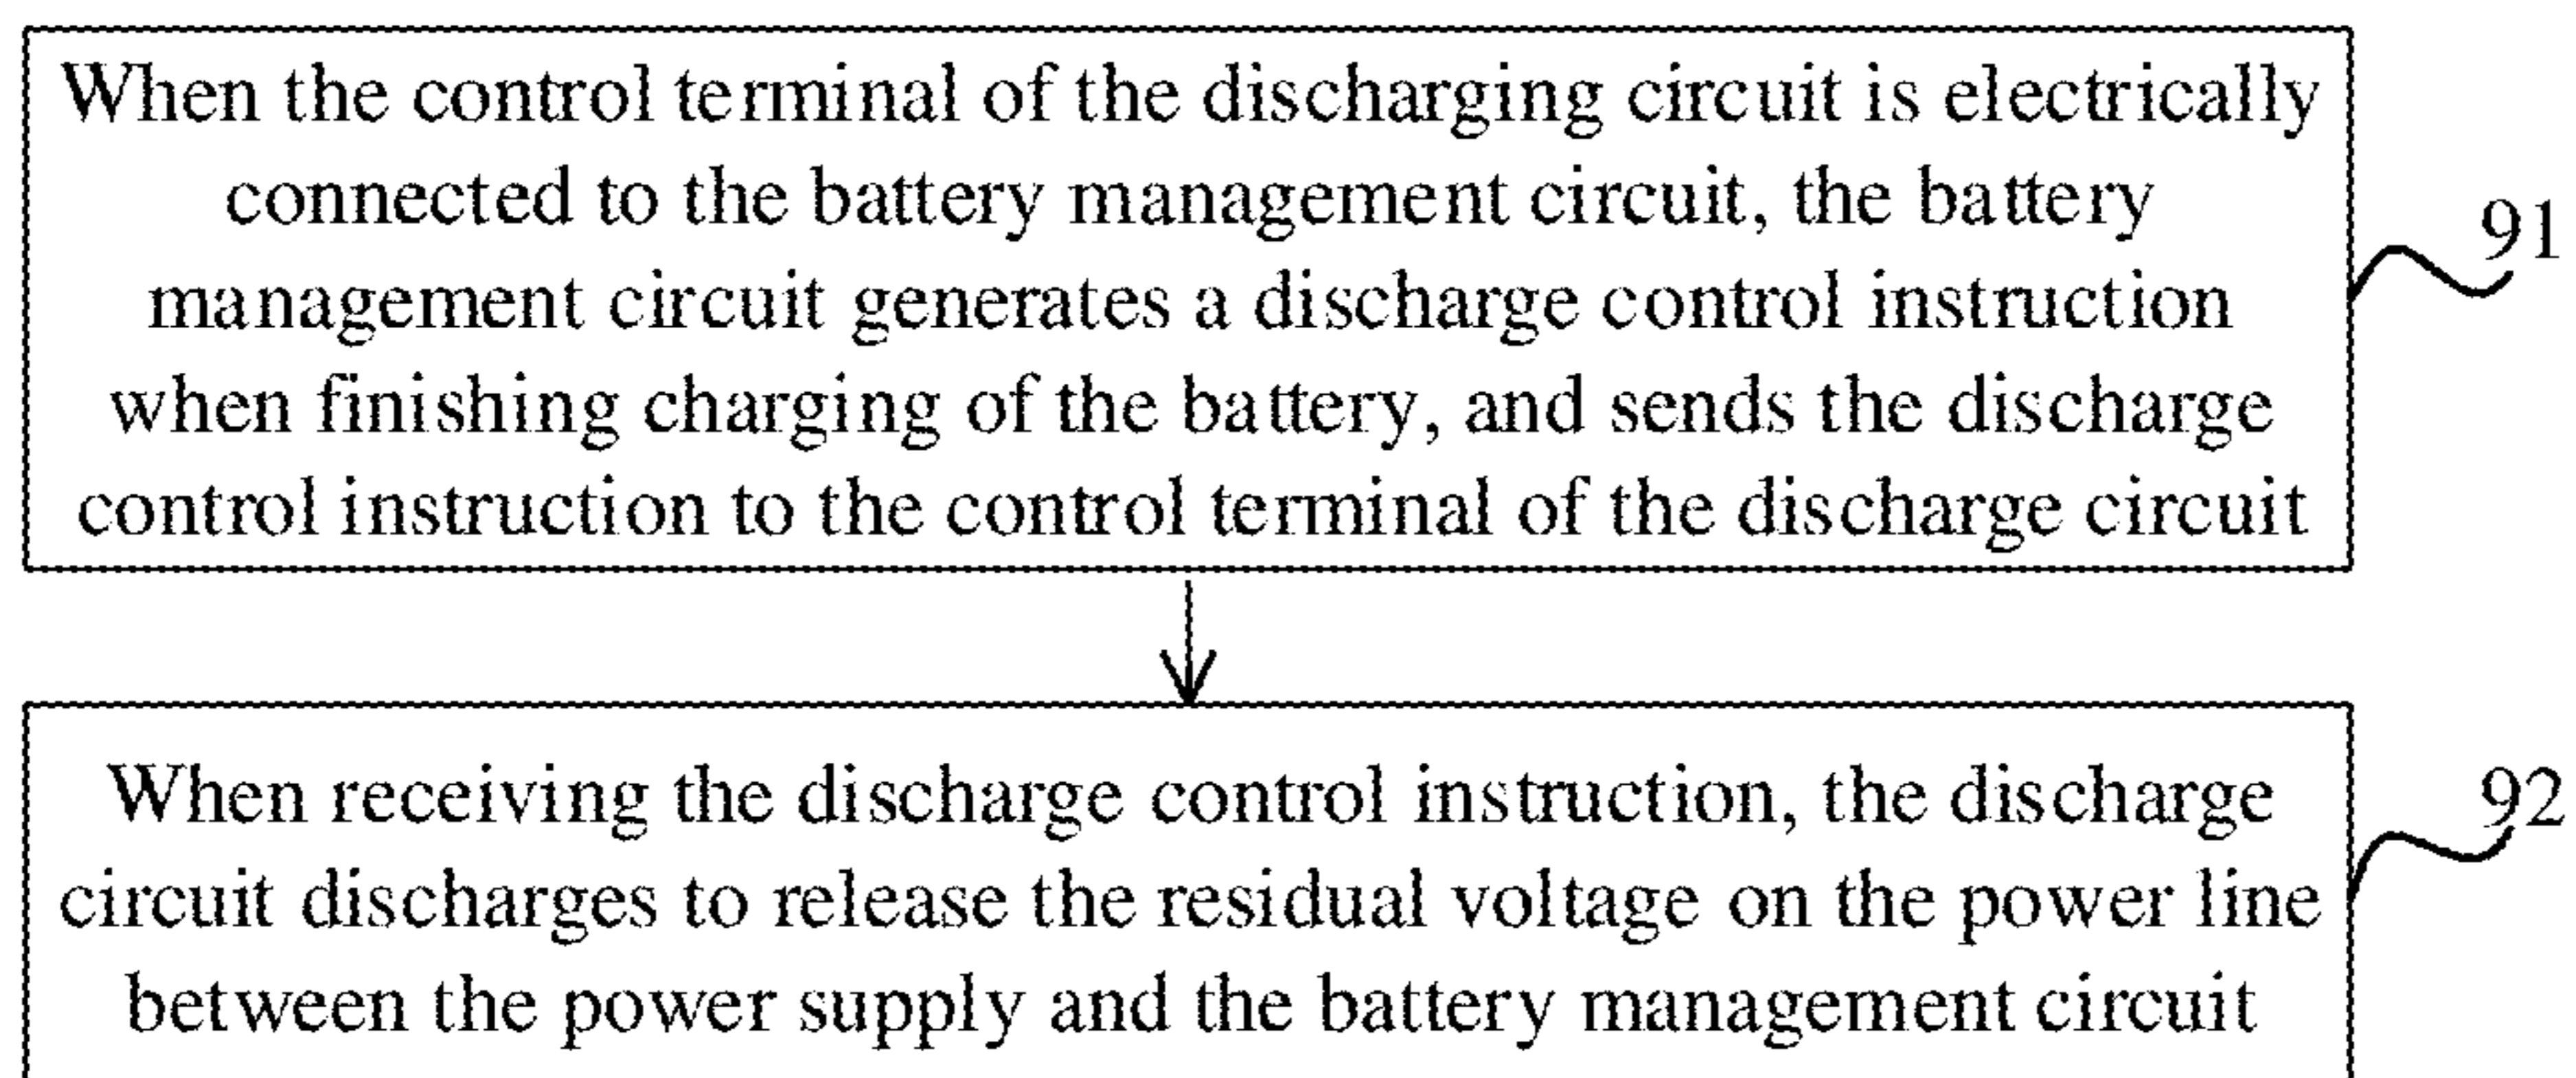 When the control terminal of the discharging circuit is electrically
connected to the battery management circuit, the battery
management circuit generates a discharge control instruction
when finishing charging of the battery, and sends the discharge
control instruction to the control terminal of the discharge circuit
91
When receiving the discharge control instruction, the discharge
circuit discharges to release the residual voltage on the power line
between the power supply and the battery management circuit
92